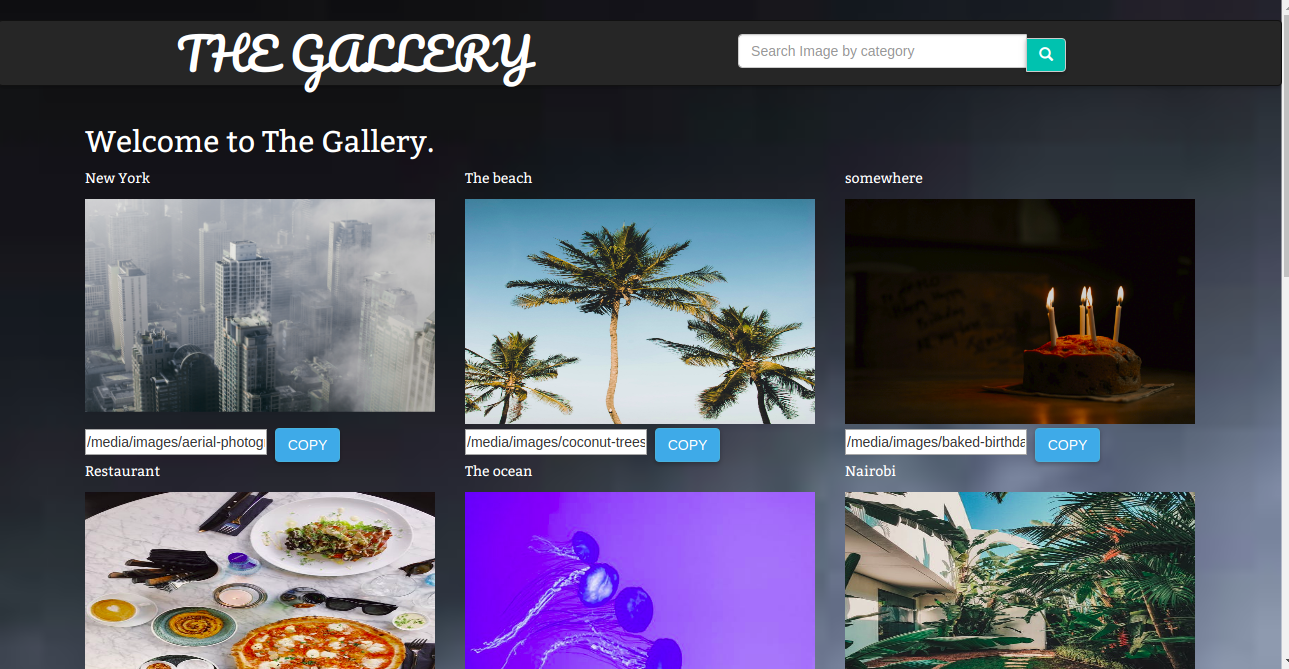 THE GALLERY
Search Image by category
Welcome to The Gallery.
New York
The beach
somewhere
/media/images/aerial-photog
COPY
/media/images/coconut-trees
COPY
/media/images/baked-birthda
COPY
Restaurant
The ocean
Nairobi